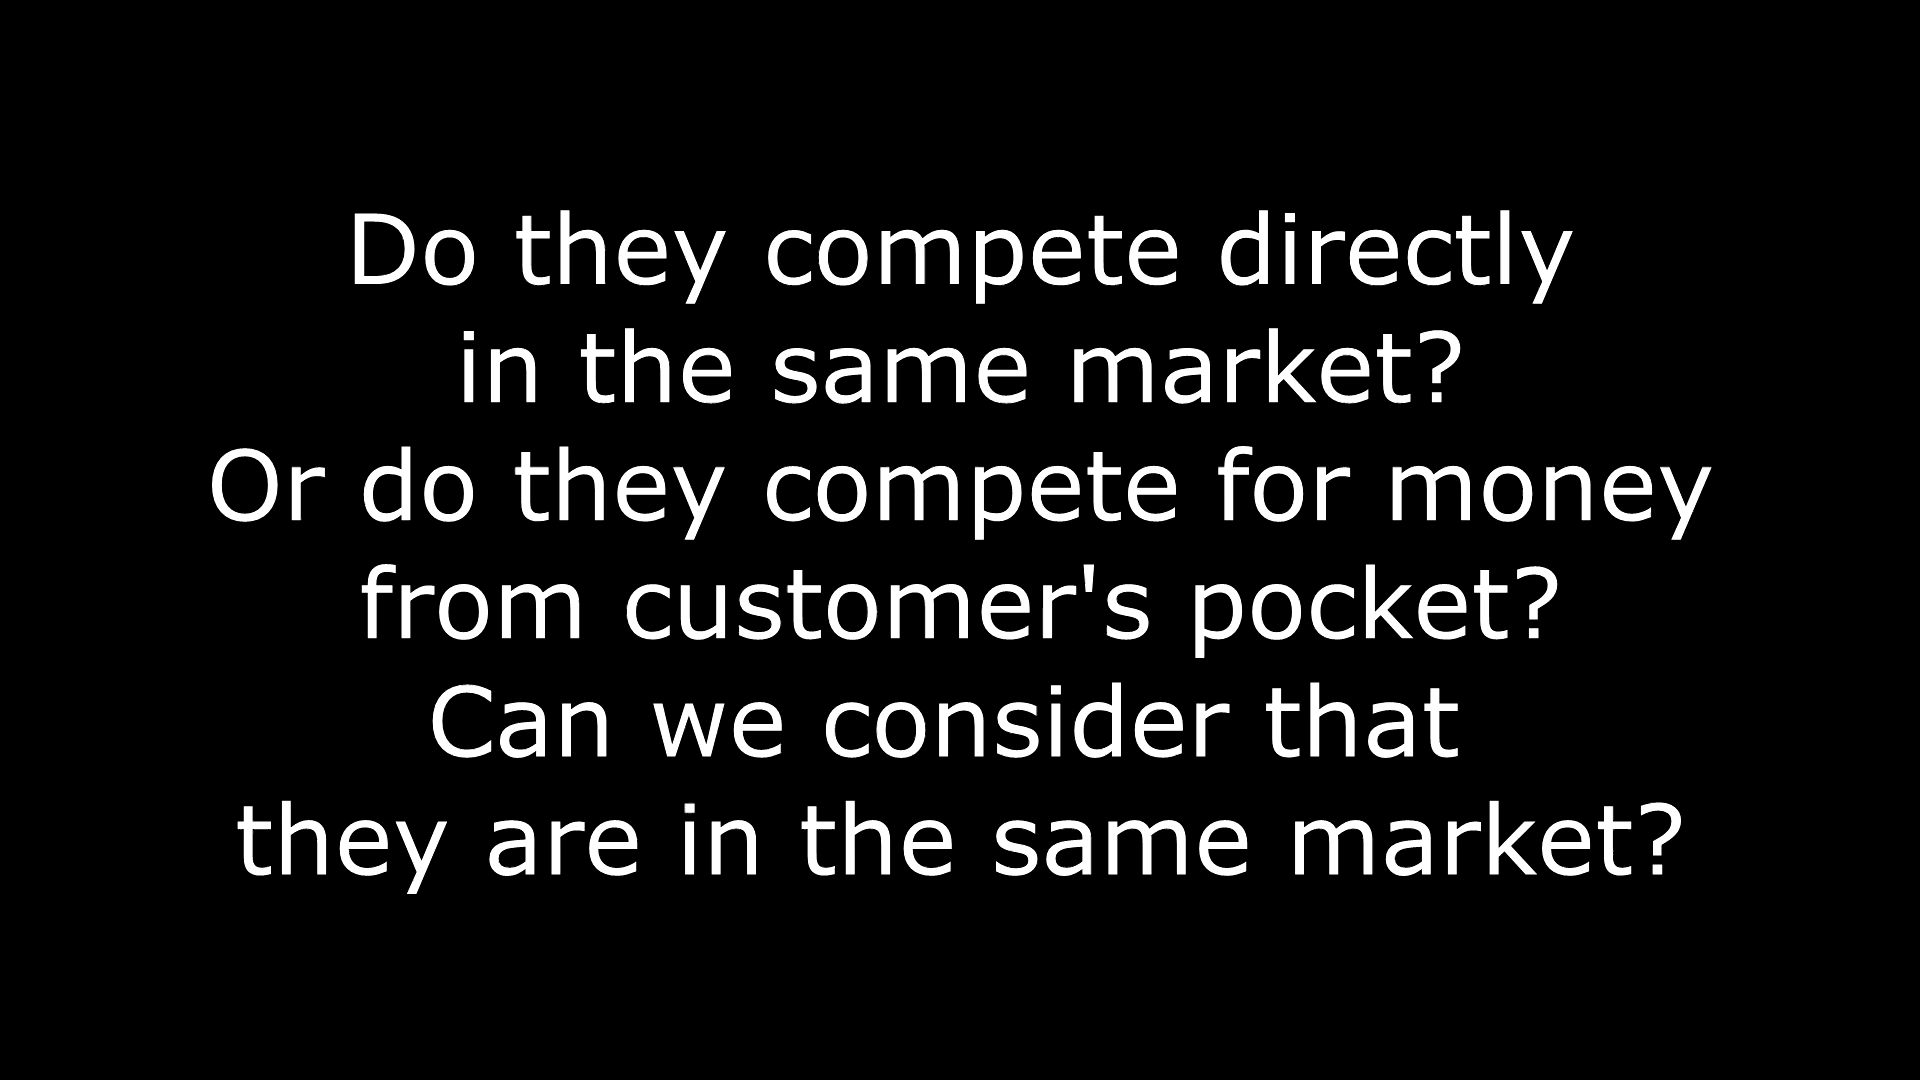 Do they compete directly
in the same market?
Or do they compete for money
from customer's pocket?
Can we consider that
they are in the same market?